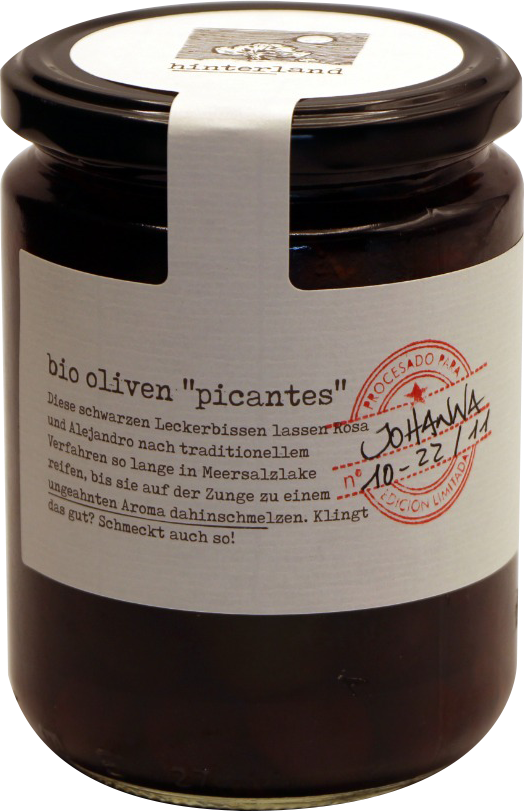 hinterland
bio oliven "picantes"
Diese schwarzen Leckerbissen lassen Rosa
und Alejandro nach traditionellem
Verfahren so lange in Meersalzlake
reifen, bis sie auf der Zunge zu einem
ungeahnten Aroma dahinschmelzen. Klingt
das gut? Schmeckt auch so!
PROCESADO PARA
JOHANNA
nº 10-22/11
EDICIÓN LIMITADA